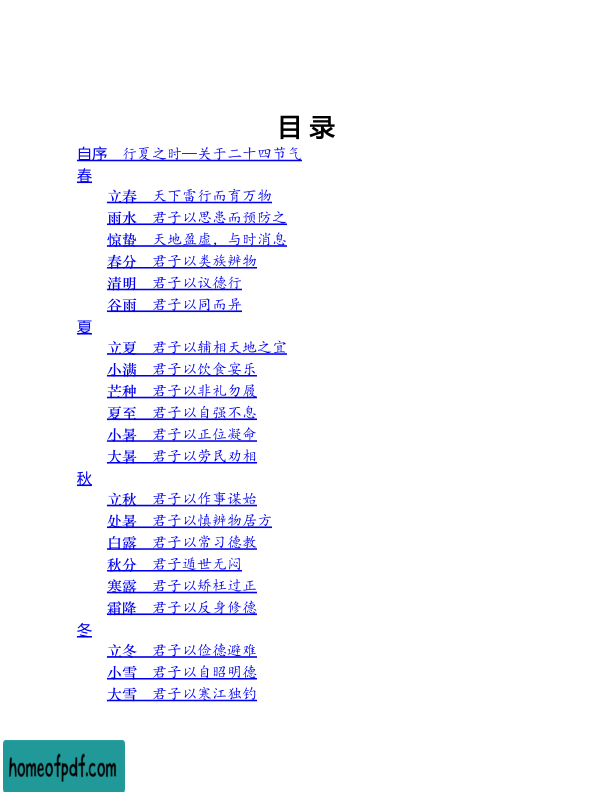 目录
自序 行夏之时—关于二十四节气
春
立春 天下雷行而育万物
雨水 君子以思患而预防之
惊蛰 天地盈虚，与时消息
春分 君子以类族辨物
清明 君子以议德行
谷雨 君子以同而异
夏
立夏 君子以辅相天地之宜
小满 君子以饮食宴乐
芒种 君子以非礼勿履
夏至 君子以自强不息
小暑 君子以正位凝命
大暑 君子以劳民劝相
秋
立秋 君子以作事谋始
处暑 君子以慎辨物居方
白露 君子以常习德教
秋分 君子遁世无闷
寒露 君子以矫枉过正
霜降 君子以反身修德
冬
立冬 君子以俭德避难
小雪 君子以自昭明德
大雪 君子以寒江独钓
homeofpdf.com